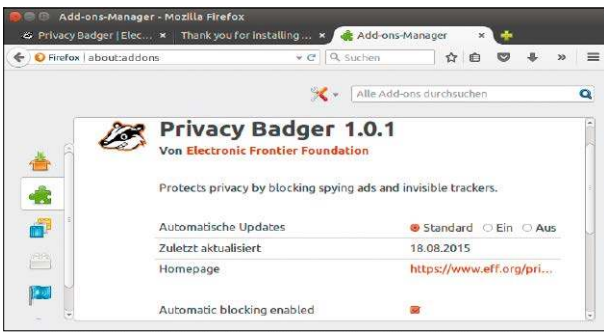 Add-ons-Manager - Mozilla Firefox
Privacy Badger | Elec... × Thank you for installing ... × Add-ons-Manager ×
Firefox about:addons Suchen
Alle Add-ons durchsuchen
Privacy Badger 1.0.1
Von Electronic Frontier Foundation
Protects privacy by blocking spying ads and invisible trackers.
Automatische Updates Standard Ein Aus
Zuletzt aktualisiert 18.08.2015
Homepage https://www.eff.org/pri...
Automatic blocking enabled